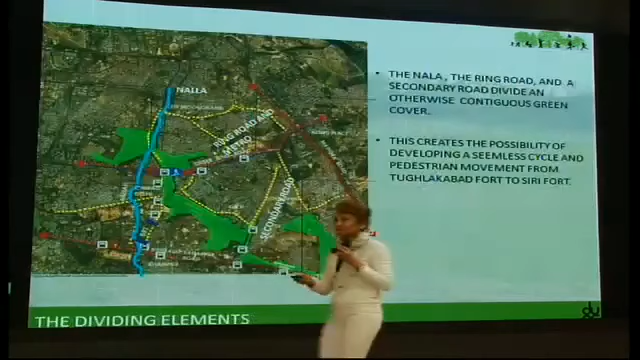 NALLA
RING ROAD AND
METRO
SECONDARY ROAD
• THE NALA , THE RING ROAD, AND A
SECONDARY ROAD DIVIDE AN
OTHERWISE CONTIGUOUS GREEN
COVER.
• THIS CREATES THE POSSIBILITY OF
DEVELOPING A SEEMLESS CYCLE AND
PEDESTRIAN MOVEMENT FROM
TUGHLAKABAD FORT TO SIRI FORT.
THE DIVIDING ELEMENTS